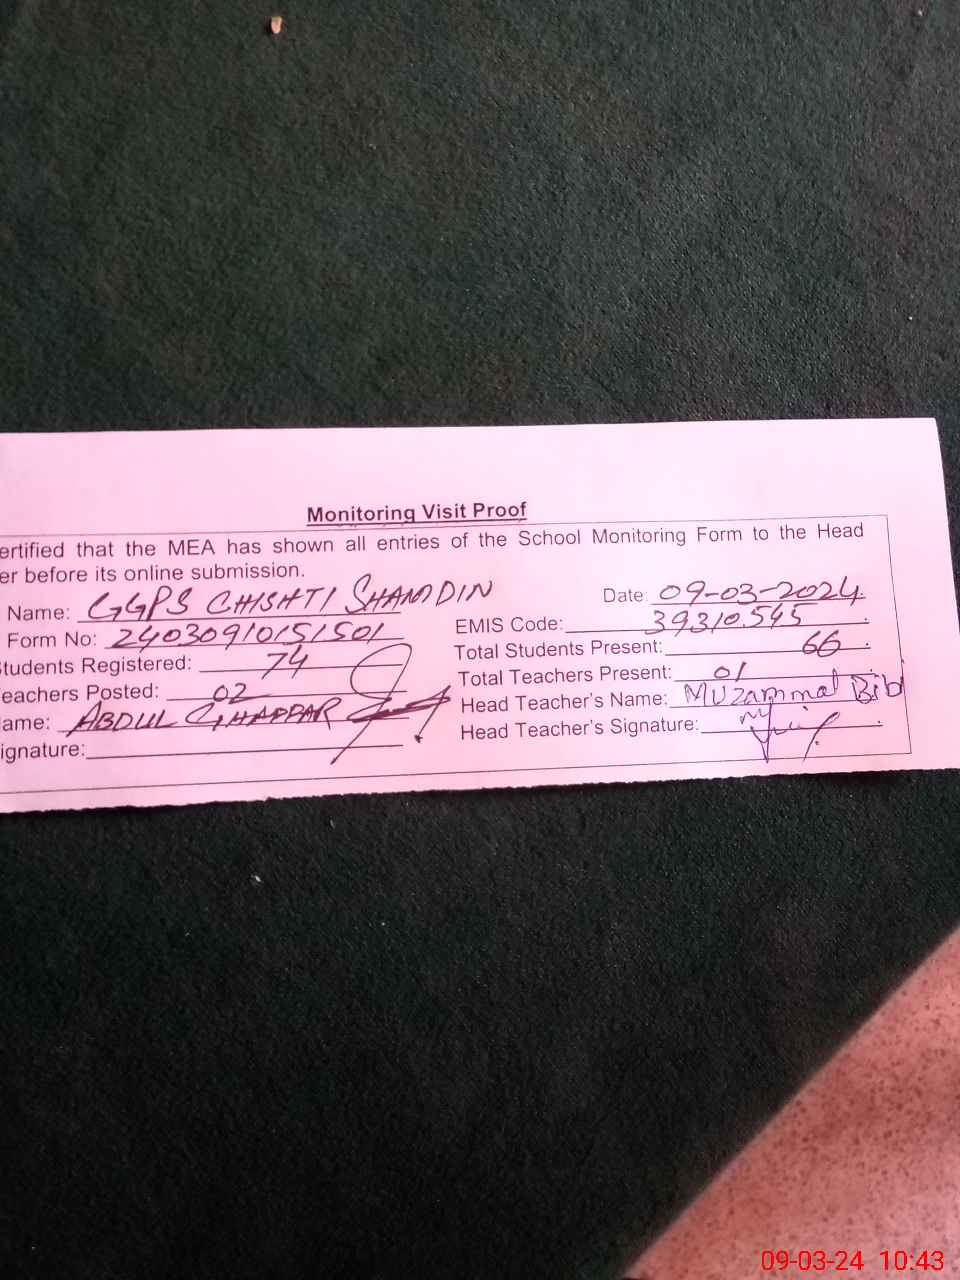 Monitoring Visit Proof
ertified that the MEA has shown all entries of the School Monitoring Form to the Head
er before its online submission.
Name: GGPS CHISHTI SHAMDIN Date: 09-03-2024
Form No: 24030910151501 EMIS Code: 39310545
tudents Registered: 74 Total Students Present: 66
eachers Posted: 02 Total Teachers Present: 01
ame: ABDUL GHAFFAR Head Teacher's Name: Muzammal Bibi
ignature: Head Teacher's Signature:
09-03-24 10:43